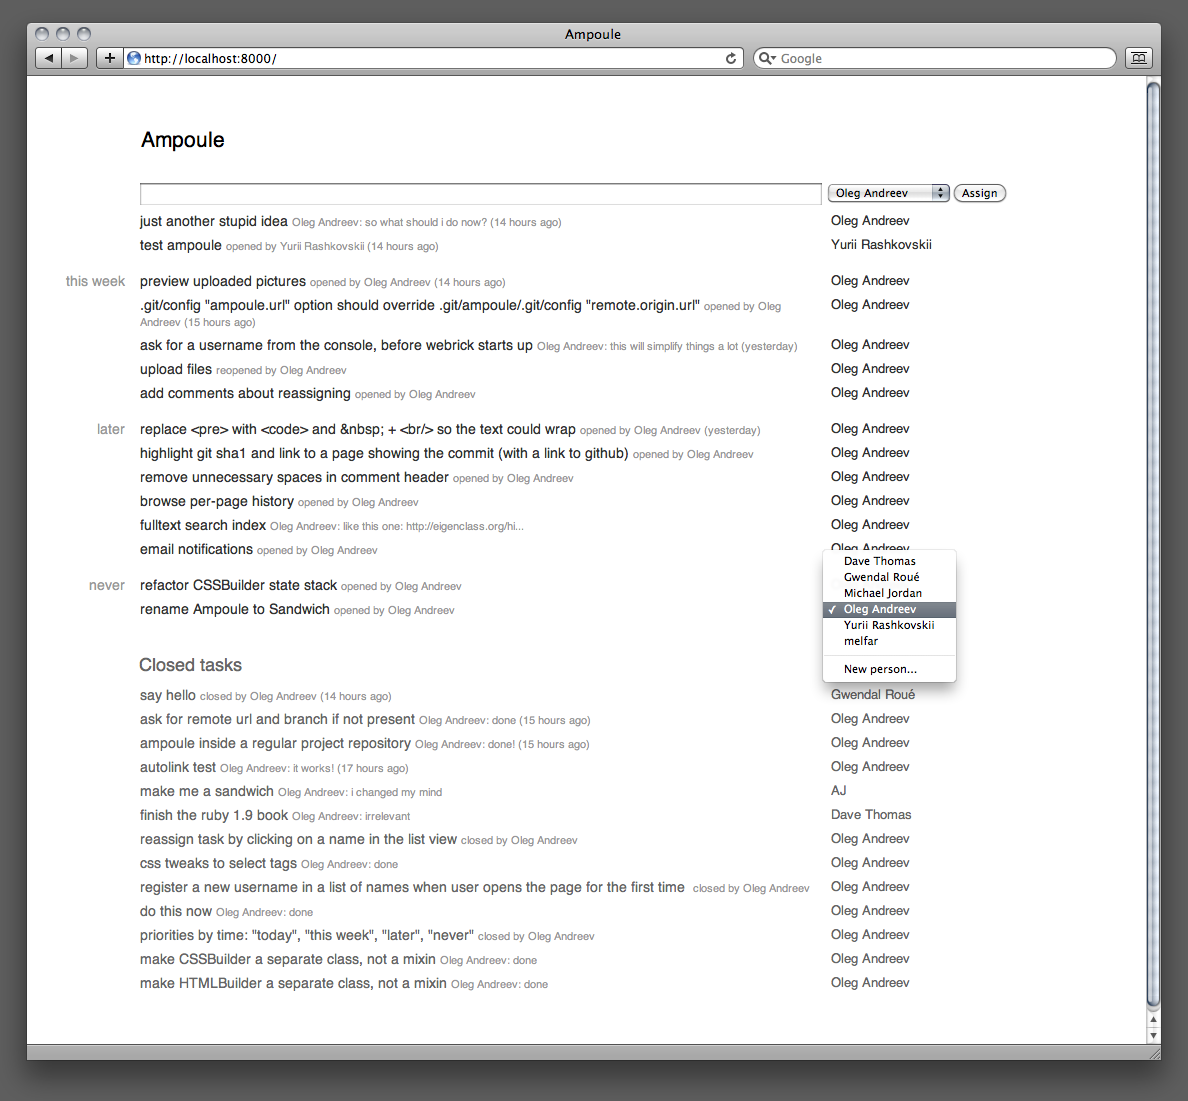 Ampoule
http://localhost:8000/
Google
Ampoule
Oleg Andreev Assign
just another stupid idea Oleg Andreev: so what should i do now? (14 hours ago) Oleg Andreev
test ampoule opened by Yurii Rashkovskii (14 hours ago) Yurii Rashkovskii
this week preview uploaded pictures opened by Oleg Andreev (14 hours ago) Oleg Andreev
.git/config "ampoule.url" option should override .git/ampoule/.git/config "remote.origin.url" opened by Oleg Oleg Andreev
Andreev (15 hours ago)
ask for a username from the console, before webrick starts up Oleg Andreev: this will simplify things a lot (yesterday) Oleg Andreev
upload files reopened by Oleg Andreev Oleg Andreev
add comments about reassigning opened by Oleg Andreev Oleg Andreev
later replace <pre> with <code> and &nbsp; + <br/> so the text could wrap opened by Oleg Andreev (yesterday) Oleg Andreev
highlight git sha1 and link to a page showing the commit (with a link to github) opened by Oleg Andreev Oleg Andreev
remove unnecessary spaces in comment header opened by Oleg Andreev Oleg Andreev
browse per-page history opened by Oleg Andreev Oleg Andreev
fulltext search index Oleg Andreev: like this one: http://eigenclass.org/hi... Oleg Andreev
email notifications opened by Oleg Andreev Oleg Andreev
never refactor CSSBuilder state stack opened by Oleg Andreev
rename Ampoule to Sandwich opened by Oleg Andreev
Dave Thomas
Gwendal Roué
Michael Jordan
✓ Oleg Andreev
Yurii Rashkovskii
melfar
New person...
Closed tasks
say hello closed by Oleg Andreev (14 hours ago) Gwendal Roué
ask for remote url and branch if not present Oleg Andreev: done (15 hours ago) Oleg Andreev
ampoule inside a regular project repository Oleg Andreev: done! (15 hours ago) Oleg Andreev
autolink test Oleg Andreev: it works! (17 hours ago) Oleg Andreev
make me a sandwich Oleg Andreev: i changed my mind AJ
finish the ruby 1.9 book Oleg Andreev: irrelevant Dave Thomas
reassign task by clicking on a name in the list view closed by Oleg Andreev Oleg Andreev
css tweaks to select tags Oleg Andreev: done Oleg Andreev
register a new username in a list of names when user opens the page for the first time closed by Oleg Andreev Oleg Andreev
do this now Oleg Andreev: done Oleg Andreev
priorities by time: "today", "this week", "later", "never" closed by Oleg Andreev Oleg Andreev
make CSSBuilder a separate class, not a mixin Oleg Andreev: done Oleg Andreev
make HTMLBuilder a separate class, not a mixin Oleg Andreev: done Oleg Andreev